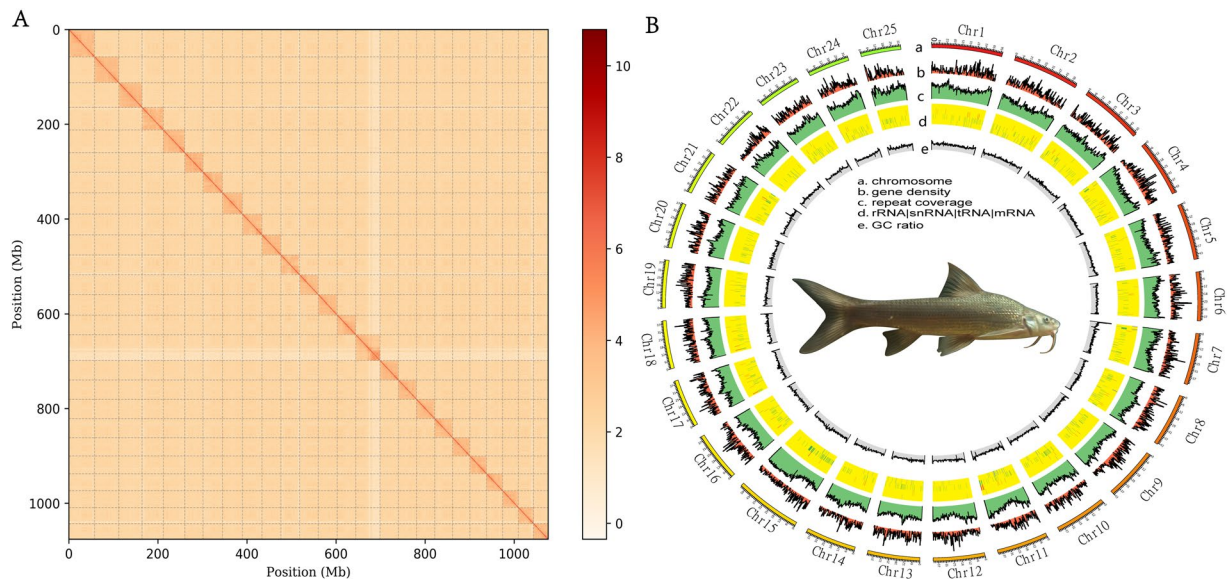 A
0
200
400
600
800
1000
Position (Mb)
0
200
400
600
800
1000
Position (Mb)
10
8
6
4
2
0
B
Chr1
Chr2
Chr3
Chr4
Chr5
Chr6
Chr7
Chr8
Chr9
Chr10
Chr11
Chr12
Chr13
Chr14
Chr15
Chr16
Chr17
Chr18
Chr19
Chr20
Chr21
Chr22
Chr23
Chr24
Chr25
a
b
c
d
e
a. chromosome
b. gene density
c. repeat coverage
d. rRNA|snRNA|tRNA|mRNA
e. GC ratio